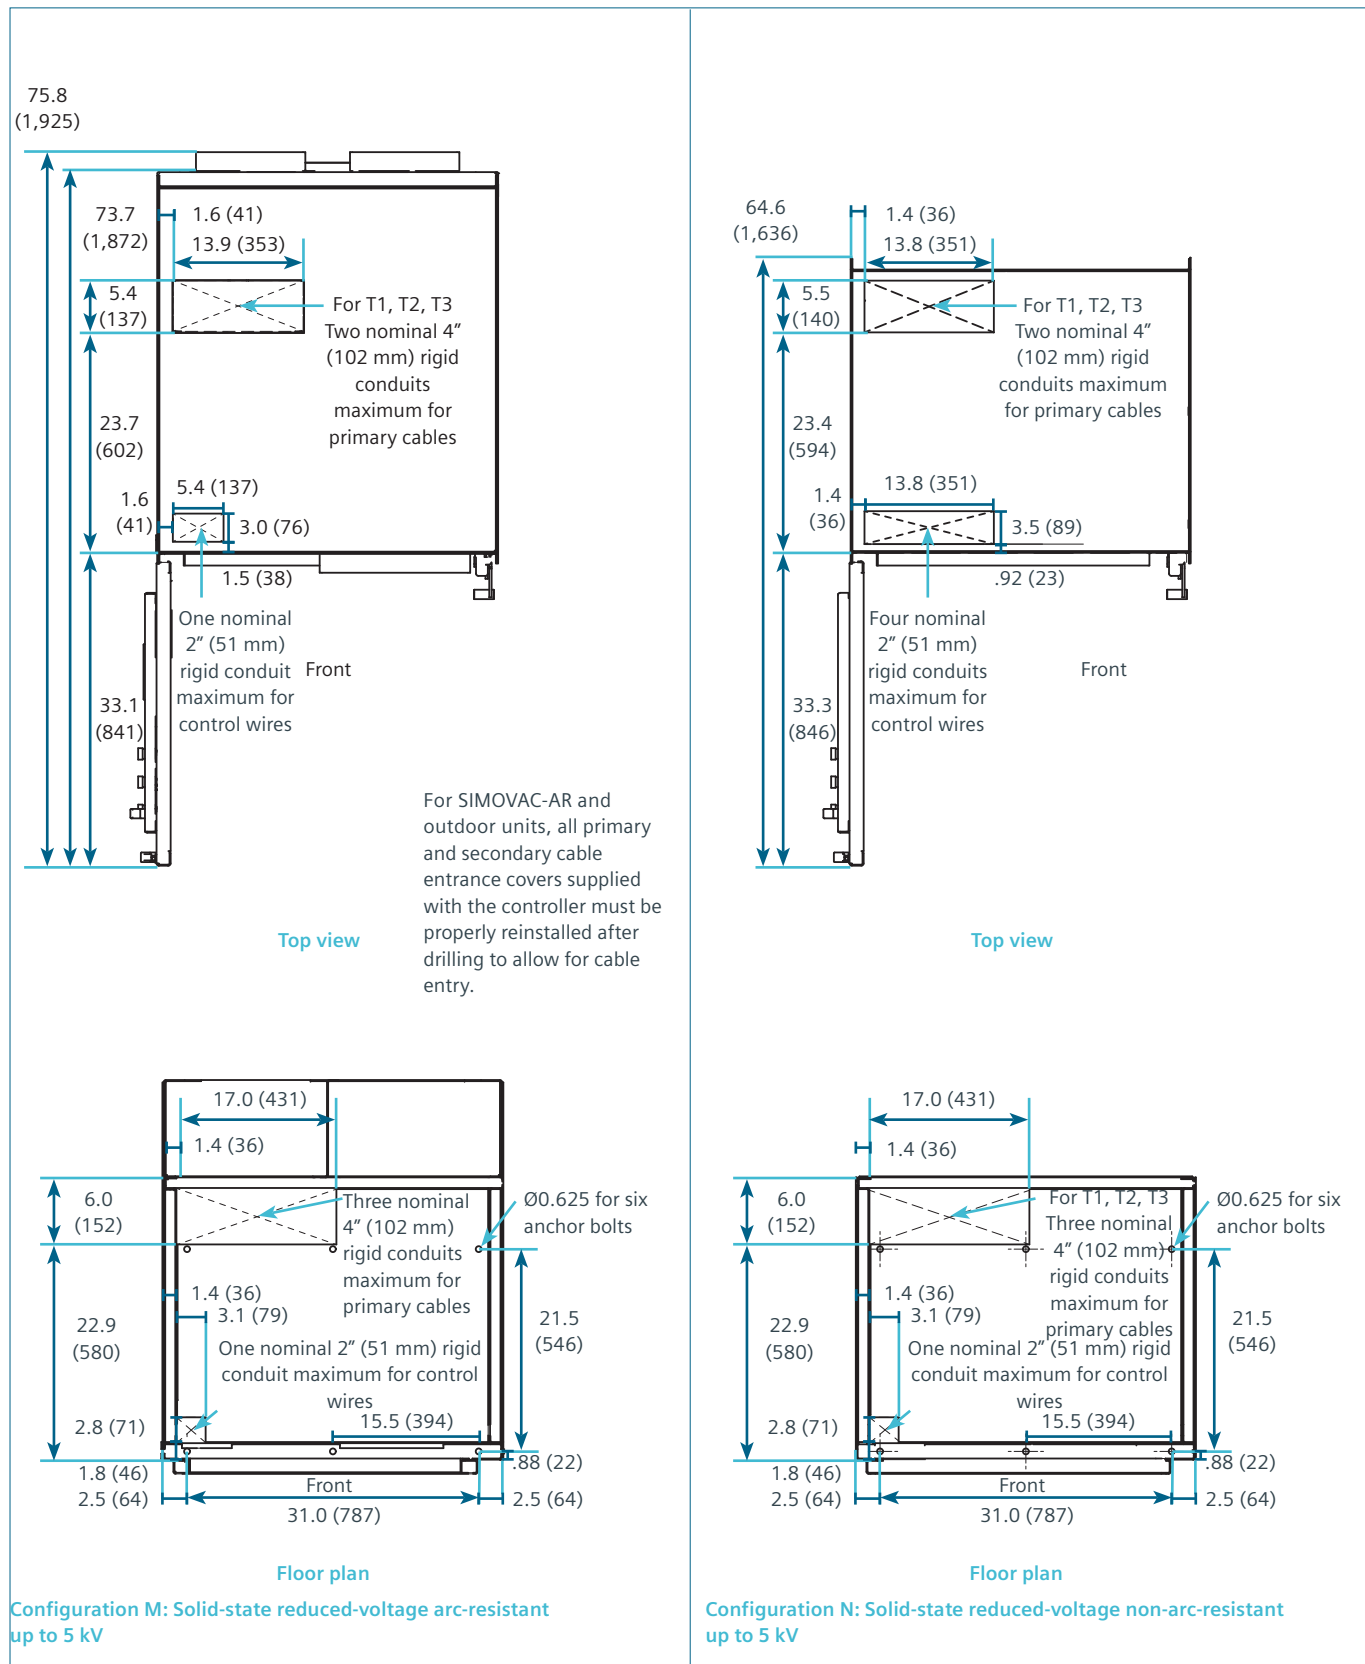 75.8
(1,925)
73.7
(1,872)
1.6 (41)
13.9 (353)
5.4
(137)
For T1, T2, T3
Two nominal 4”
(102 mm) rigid
conduits
maximum for
primary cables
23.7
(602)
1.6
(41)
5.4 (137)
3.0 (76)
1.5 (38)
One nominal
2” (51 mm)
rigid conduit
maximum for
control wires
Front
33.1
(841)
For SIMOVAC-AR and
outdoor units, all primary
and secondary cable
entrance covers supplied
with the controller must be
properly reinstalled after
drilling to allow for cable
entry.
Top view
17.0 (431)
1.4 (36)
6.0
(152)
Three nominal
4” (102 mm)
rigid conduits
maximum for
primary cables
Ø0.625 for six
anchor bolts
1.4 (36)
3.1 (79)
22.9
(580)
21.5
(546)
One nominal 2” (51 mm) rigid
conduit maximum for control
wires
2.8 (71)
15.5 (394)
.88 (22)
1.8 (46)
2.5 (64)
Front
2.5 (64)
31.0 (787)
Floor plan
Configuration M: Solid-state reduced-voltage arc-resistant
up to 5 kV
64.6
(1,636)
1.4 (36)
13.8 (351)
5.5
(140)
For T1, T2, T3
Two nominal 4”
(102 mm) rigid
conduits maximum
for primary cables
23.4
(594)
1.4
(36)
13.8 (351)
3.5 (89)
.92 (23)
Four nominal
2” (51 mm)
rigid conduits
maximum for
control wires
Front
33.3
(846)
Top view
17.0 (431)
1.4 (36)
6.0
(152)
For T1, T2, T3
Three nominal
4” (102 mm)
rigid conduits
maximum for
primary cables
Ø0.625 for six
anchor bolts
1.4 (36)
3.1 (79)
22.9
(580)
21.5
(546)
One nominal 2” (51 mm) rigid
conduit maximum for control
wires
2.8 (71)
15.5 (394)
.88 (22)
1.8 (46)
2.5 (64)
Front
2.5 (64)
31.0 (787)
Floor plan
Configuration N: Solid-state reduced-voltage non-arc-resistant
up to 5 kV